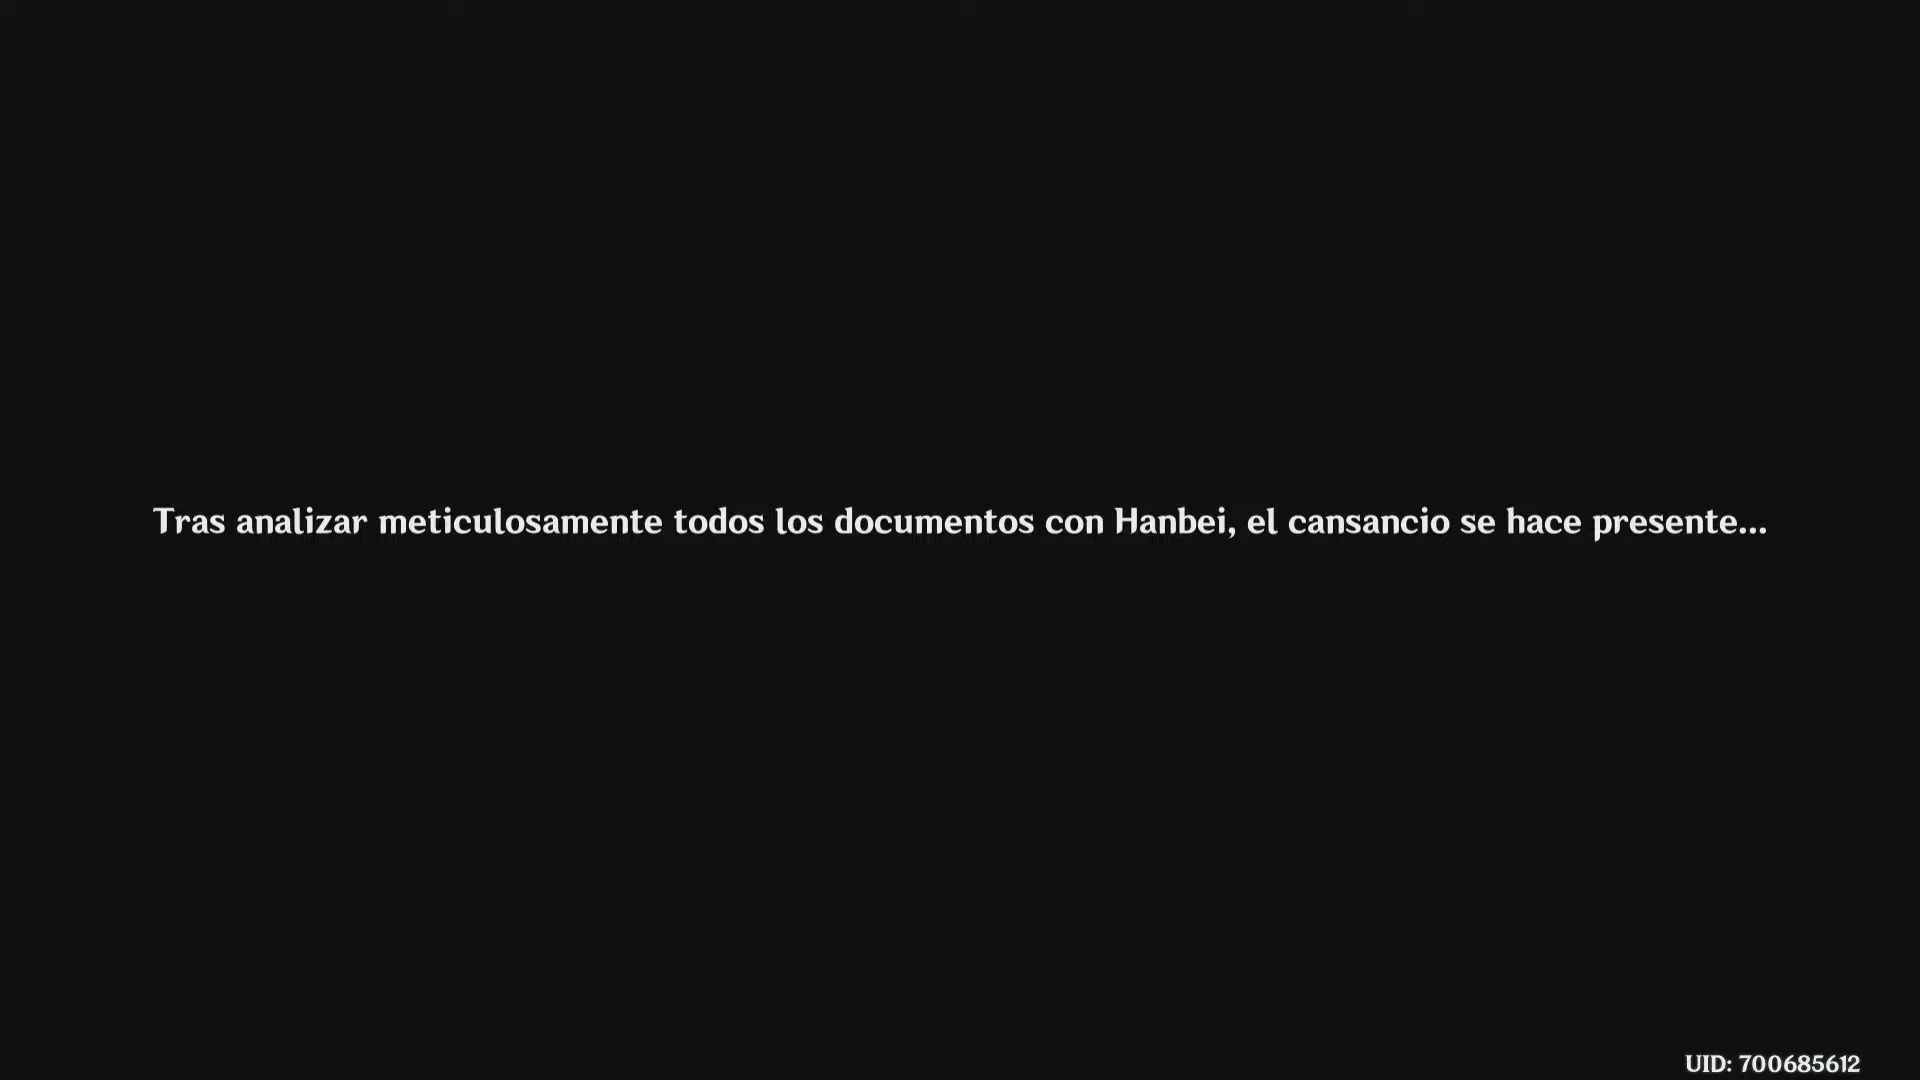 Tras analizar meticulosamente todos los documentos con Hanbei, el cansancio se hace presente...
UID: 700685612